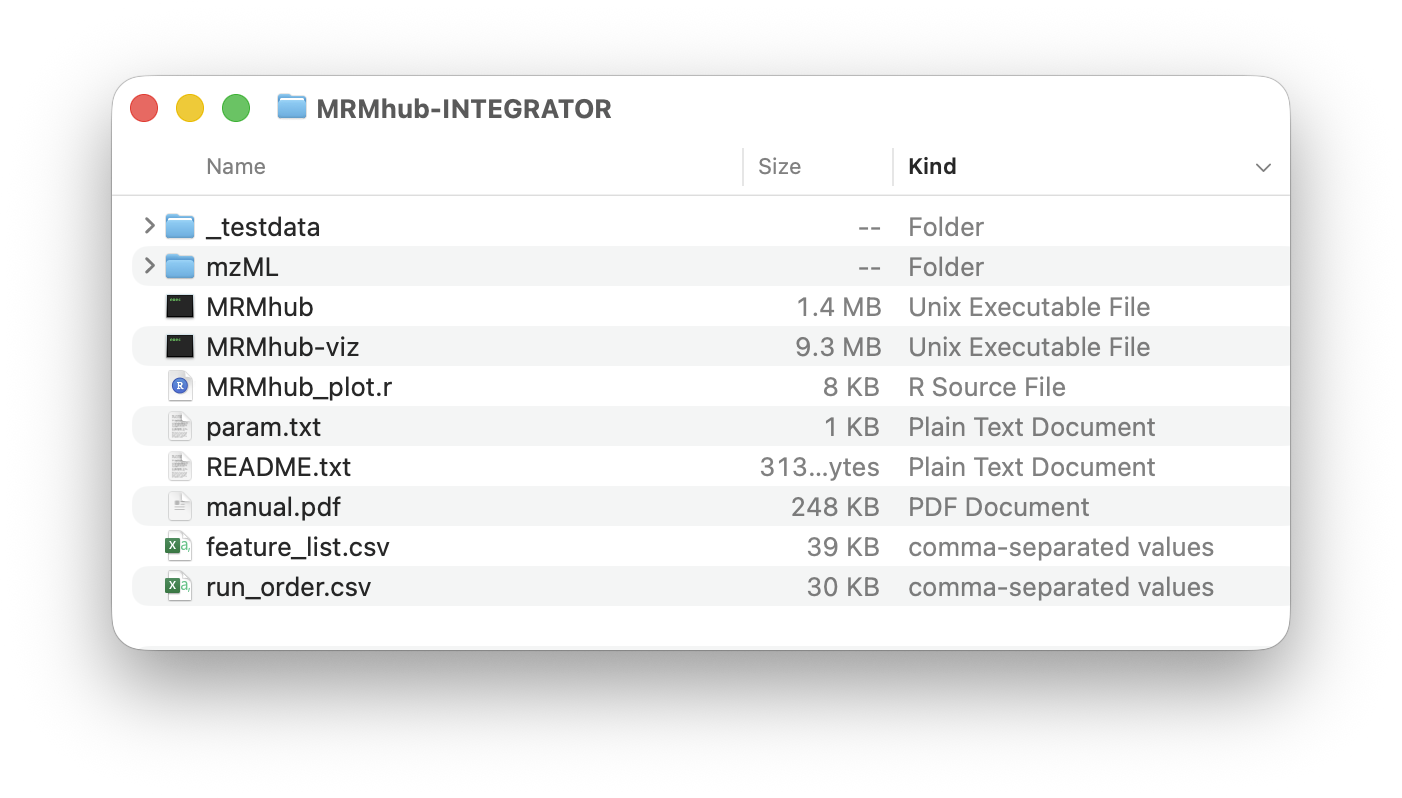 MRMhub-INTEGRATOR
Name Size Kind
_testdata -- Folder
mzML -- Folder
MRMhub 1.4 MB Unix Executable File
MRMhub-viz 9.3 MB Unix Executable File
MRMhub_plot.r 8 KB R Source File
param.txt 1 KB Plain Text Document
README.txt 313...ytes Plain Text Document
manual.pdf 248 KB PDF Document
feature_list.csv 39 KB comma-separated values
run_order.csv 30 KB comma-separated values